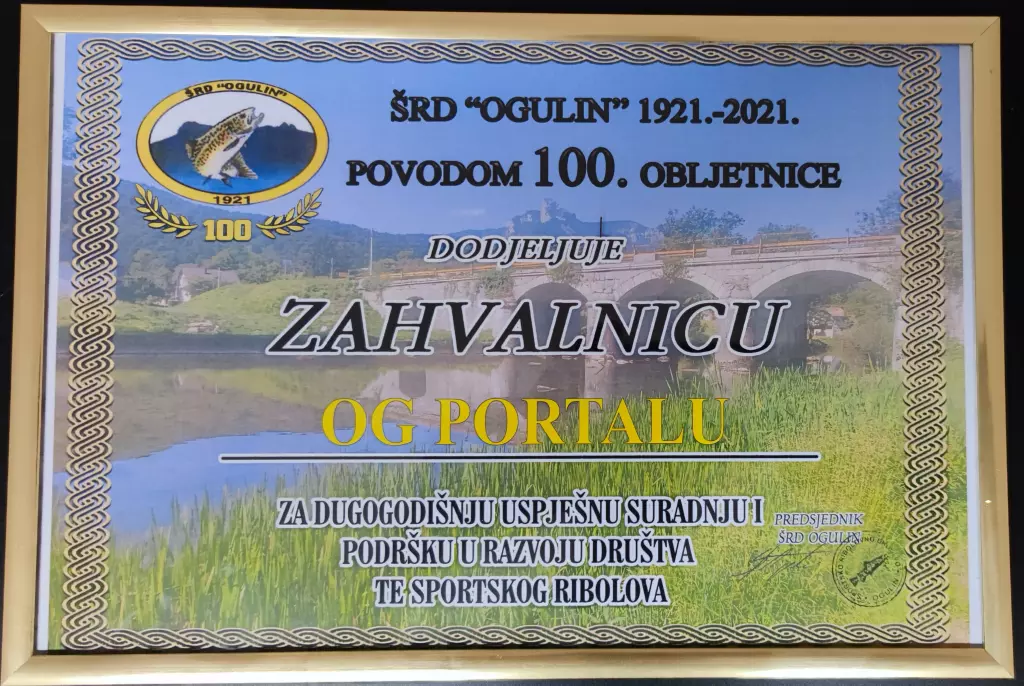 ŠRD "OGULIN"
1921
100
ŠRD "OGULIN" 1921.-2021.
POVODOM 100. OBLJETNICE
DODJELJUJE
ZAHVALNICU
OG PORTALU
ZA DUGOGODIŠNJU USPJEŠNU SURADNJU I
PODRŠKU U RAZVOJU DRUŠTVA
TE SPORTSKOG RIBOLOVA
PREDSJEDNIK
ŠRD OGULIN